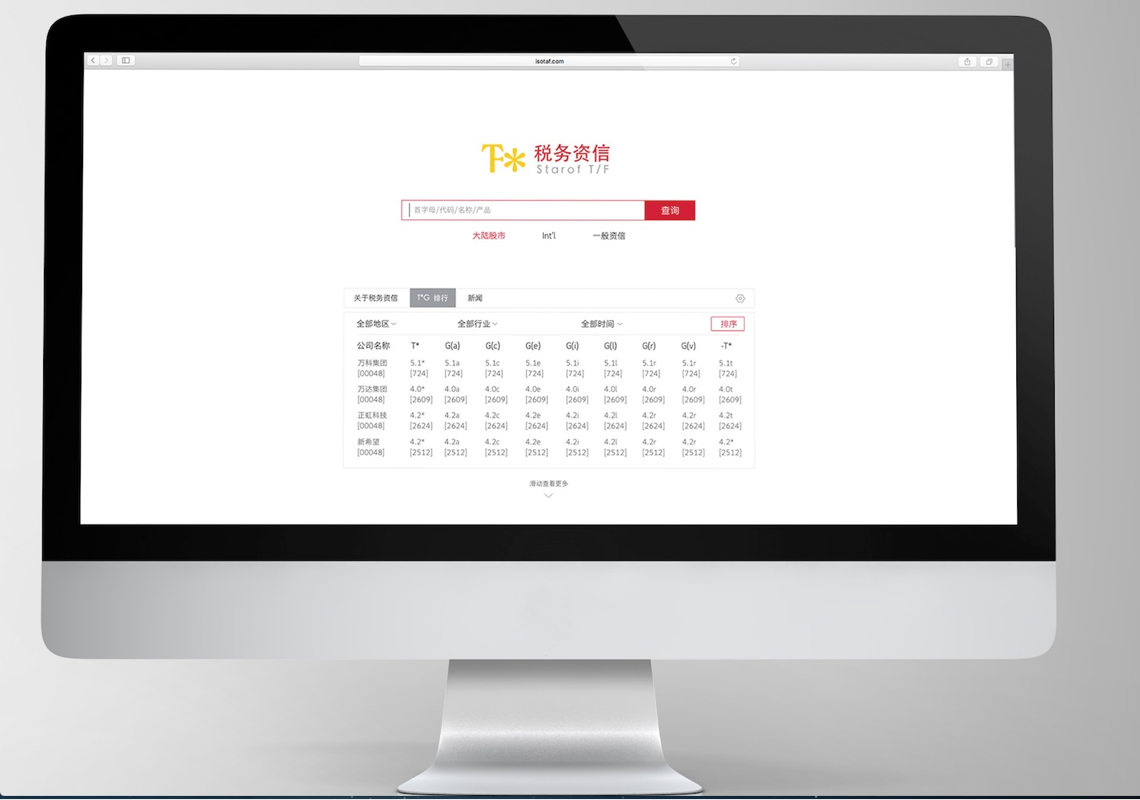 isotaf.com
T* 税务资信
Starof T/F
首字母/代码/名称/产品 查询
大陆股市 Int'l 一般资信
关于税务资信 T*G 排行 新闻
全部地区 全部行业 全部时间 排序
公司名称 T* G(a) G(c) G(e) G(i) G(l) G(r) G(v) -T*
万科集团 5.1* 5.1a 5.1c 5.1e 5.1i 5.1l 5.1r 5.1r 5.1t
[00048] [724] [724] [724] [724] [724] [724] [724] [724] [724]
万达集团 4.0* 4.0a 4.0c 4.0e 4.0i 4.0l 4.0r 4.0r 4.0t
[00048] [2609] [2609] [2609] [2609] [2609] [2609] [2609] [2609] [2609]
正虹科技 4.2* 4.2a 4.2c 4.2e 4.2i 4.2l 4.2r 4.2r 4.2t
[00048] [2624] [2624] [2624] [2624] [2624] [2624] [2624] [2624] [2624]
新希望 4.2* 4.2a 4.2c 4.2e 4.2i 4.2l 4.2r 4.2r 4.2*
[00048] [2512] [2512] [2512] [2512] [2512] [2512] [2512] [2512] [2512]
滑动查看更多